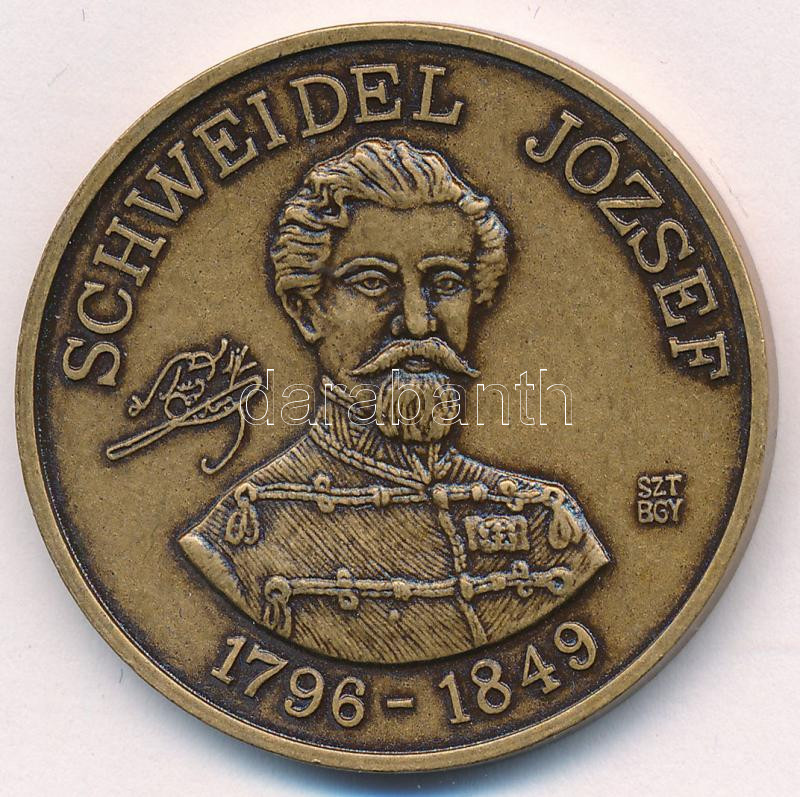 SCHWEIDEL JÓZSEF
SZT
BGY
1796-1849
darabanth